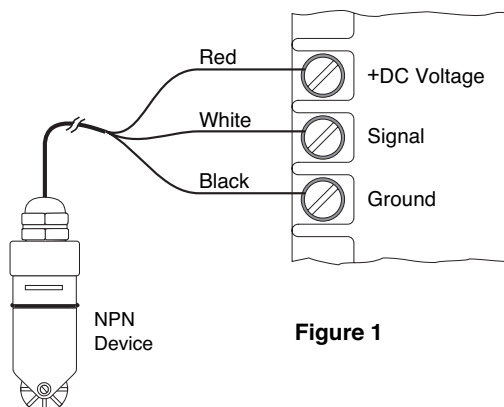 Red
+DC Voltage
White
Signal
Black
Ground
NPN
Device
Figure 1